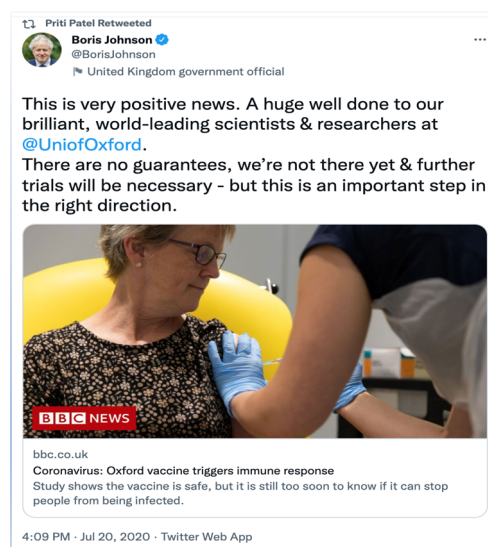 Priti Patel Retweeted
Boris Johnson
@BorisJohnson
United Kingdom government official
This is very positive news. A huge well done to our
brilliant, world-leading scientists & researchers at
@UniofOxford.
There are no guarantees, we’re not there yet & further
trials will be necessary - but this is an important step in
the right direction.
BBC NEWS
bbc.co.uk
Coronavirus: Oxford vaccine triggers immune response
Study shows the vaccine is safe, but it is still too soon to know if it can stop
people from being infected.
4:09 PM · Jul 20, 2020 · Twitter Web App